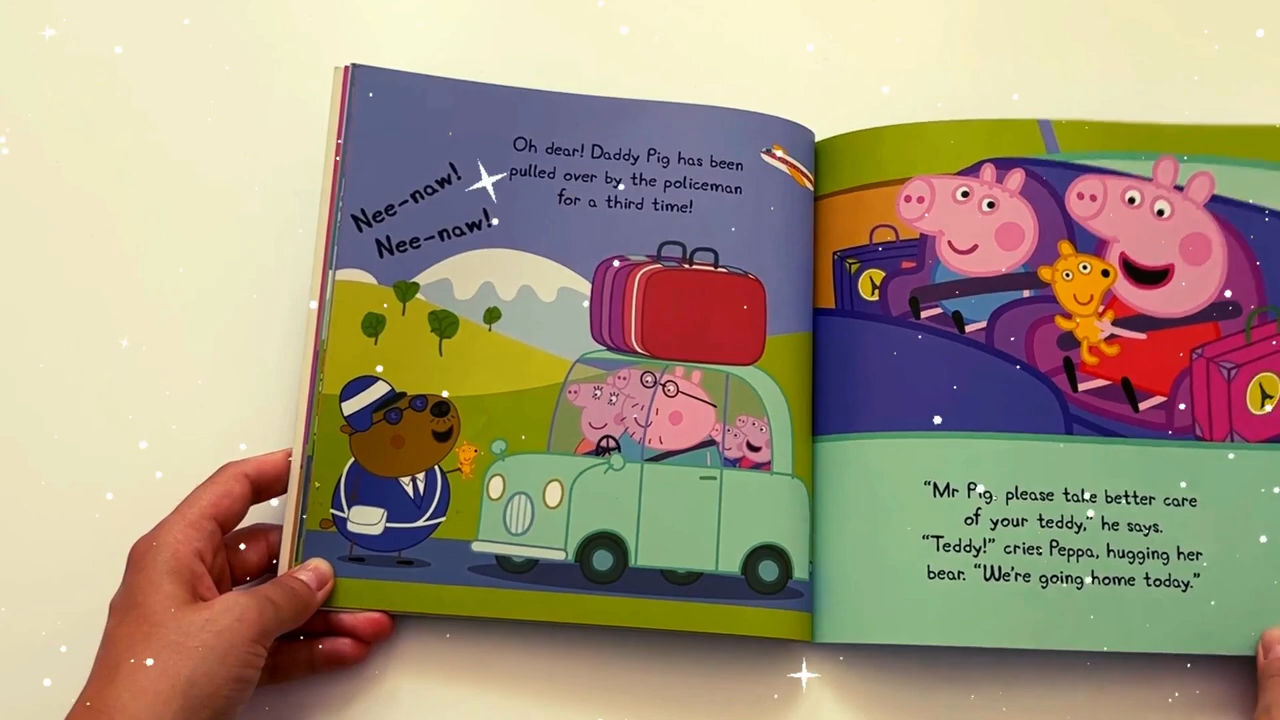 Nee-naw!
Nee-naw!
Oh dear! Daddy Pig has been
pulled over by the policeman
for a third time!
“Mr Pig, please take better care
of your teddy,” he says.
“Teddy!” cries Peppa, hugging her
bear. “We’re going home today.”